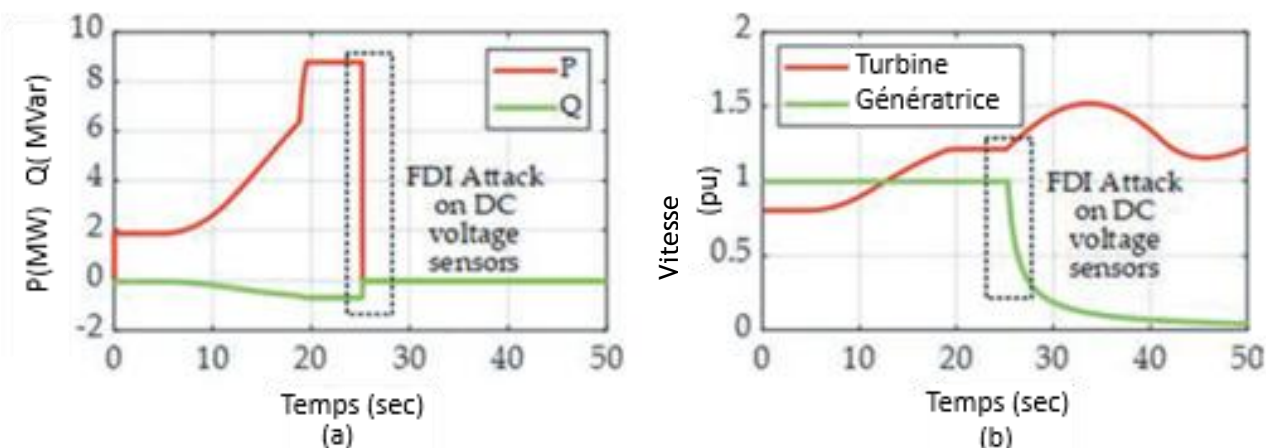 10
8
6
4
2
0
-2
P(MW) Q( MVar)
P
Q
FDI Attack
on DC
voltage
sensors
0 10 20 30 40 50
Temps (sec)
(a)
2
1.5
1
0.5
0
Vitesse
(pu)
Turbine
Génératrice
FDI Attack
on DC
voltage
sensors
0 10 20 30 40 50
Temps (sec)
(b)